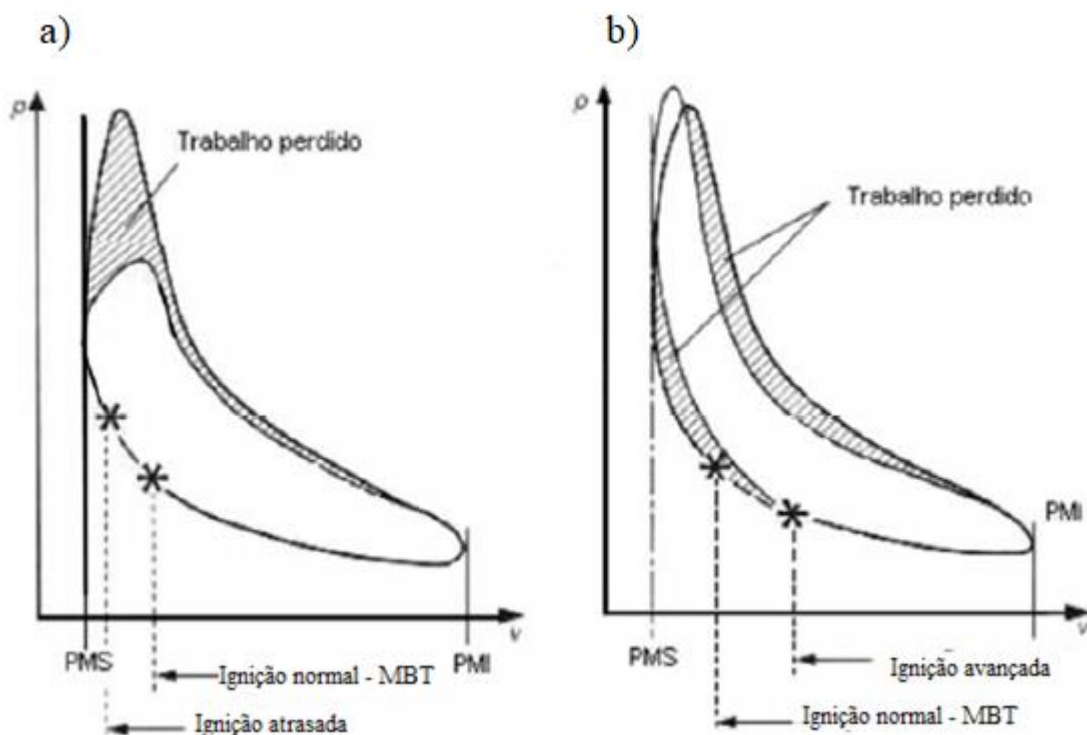 a)
p
Trabalho perdido
v
PMS
PMI
Ignição normal - MBT
Ignição atrasada
b)
p
Trabalho perdido
PMI
v
PMS
Ignição avançada
Ignição normal - MBT